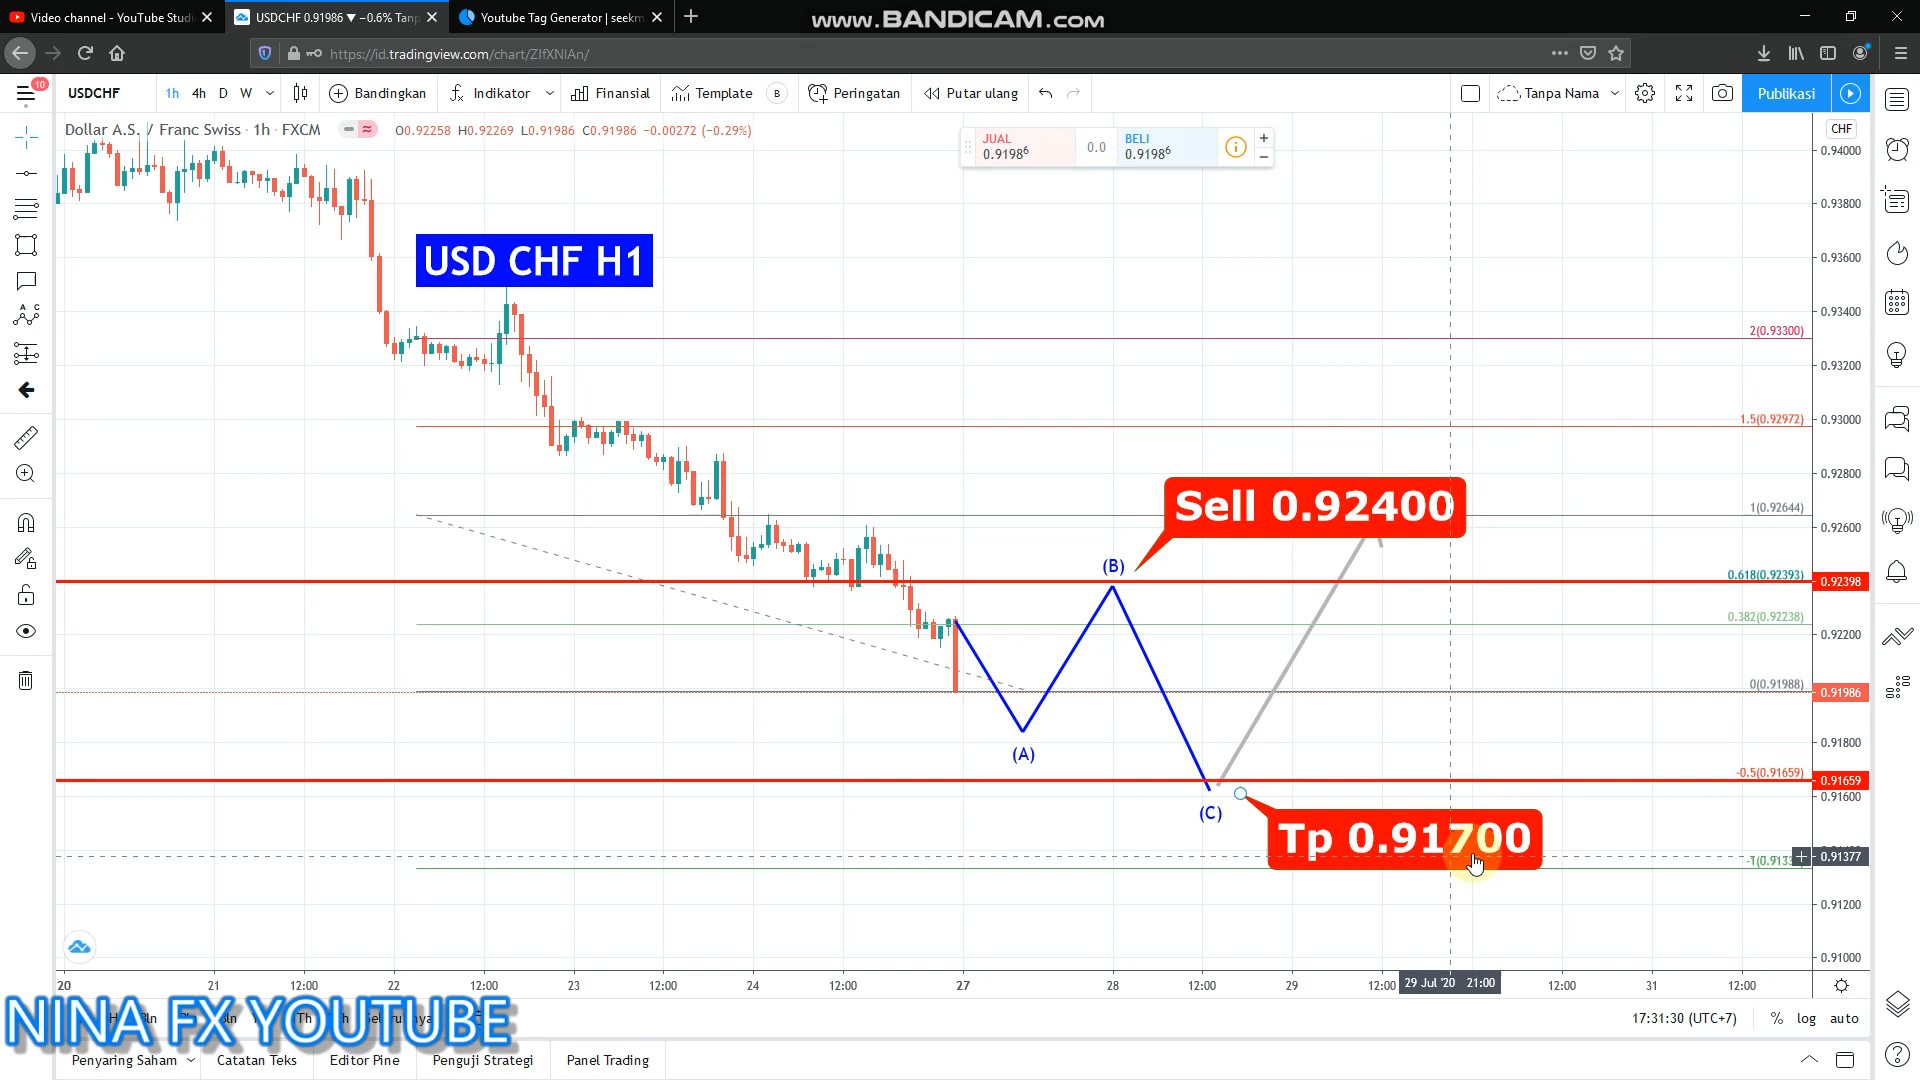 Video channel - YouTube Studi
USDCHF 0.91986 ▼ −0.6% Tanp
Youtube Tag Generator | seekm
www.BANDICAM.com
https://id.tradingview.com/chart/ZIfXNIAn/
10
USDCHF
1h
4h
D
W
Bandingkan
Indikator
Finansial
Template
B
Peringatan
Putar ulang
Tanpa Nama
Publikasi
Dollar A.S. / Franc Swiss · 1h · FXCM
O0.92258 H0.92269 L0.91986 C0.91986 −0.00272 (−0.29%)
JUAL
0.91986
0.0
BELI
0.91986
CHF
0.94000
0.93800
USD CHF H1
0.93600
0.93400
2(0.93300)
0.93200
1.5(0.92972)
0.93000
0.92800
Sell 0.92400
1(0.92644)
0.92600
(B)
0.618(0.92393)
0.92398
0.382(0.92238)
0.92200
0(0.91988)
0.91986
(A)
0.91800
-0.5(0.91659)
0.91659
0.91600
(C)
Tp 0.91700
0.91377
0.91200
0.91000
20
21
12:00
22
12:00
23
12:00
24
12:00
27
28
12:00
29
12:00
29 Jul '20 21:00
12:00
31
12:00
NINA FX YOUTUBE
17:31:30 (UTC+7)
%
log
auto
Penyaring Saham
Catatan Teks
Editor Pine
Penguji Strategi
Panel Trading